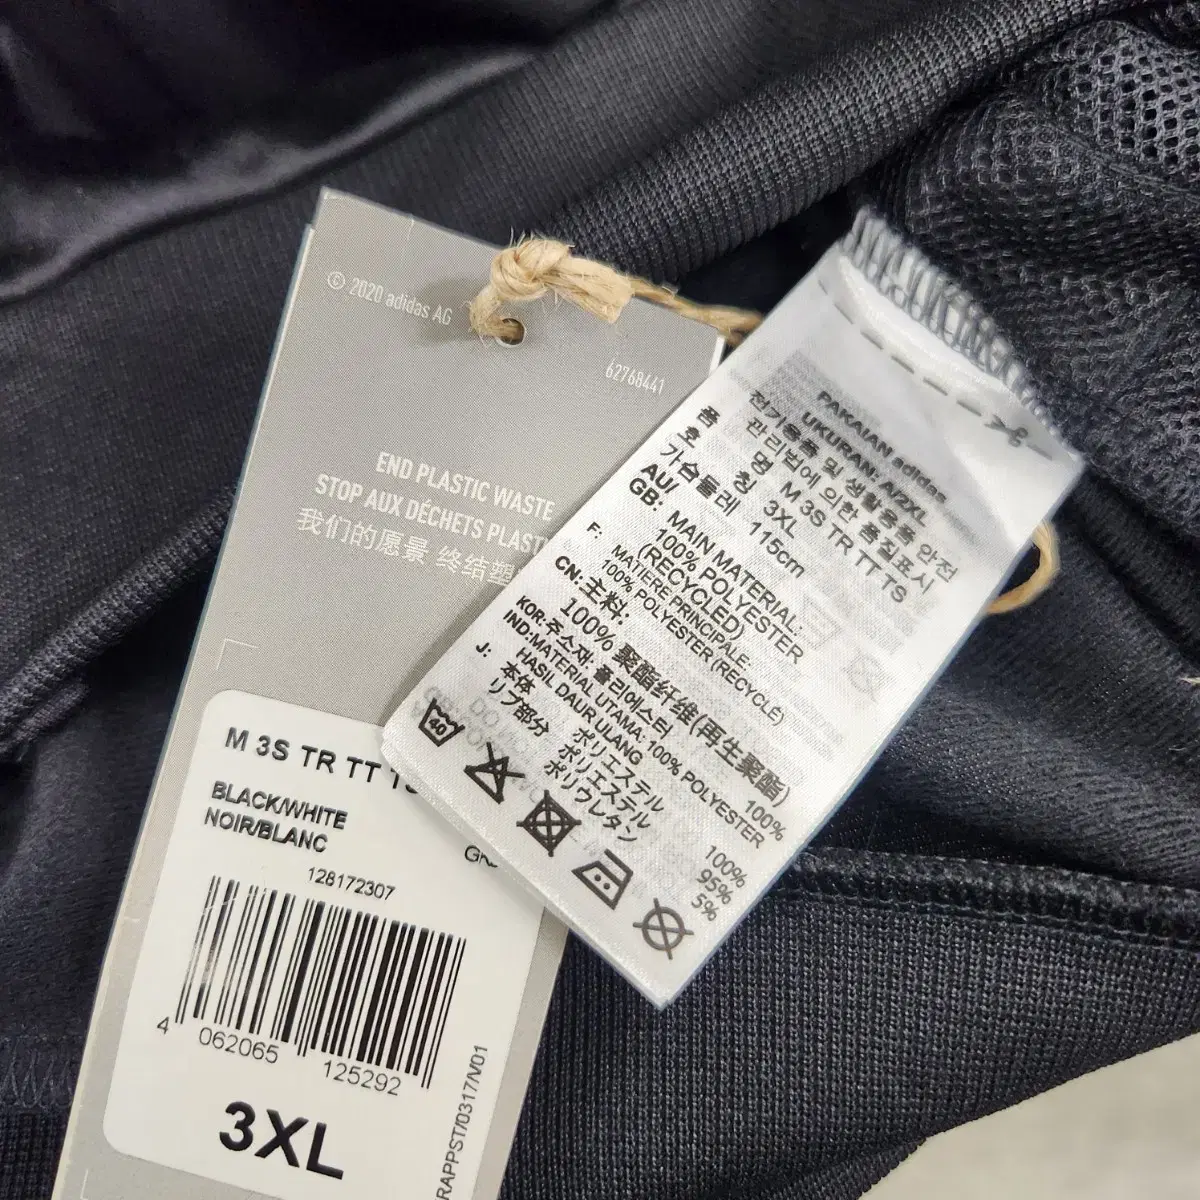 © 2020 adidas AG
62768441
END PLASTIC WASTE
STOP AUX DÉCHETS PLAST
我们的愿景 终结塑
M 3S TR TT
BLACK/WHITE
NOIR/BLANC
128172307
4 062065 125292
3XL
RAPPST/0317/V01
PAKAIAN adidas
UKURAN: A/2XL
전기용품 및 생활용품 안전
관리법에 의한 품질표시
품 명 M 3S TR TT TS
호 칭 3XL
가슴둘레 115cm
AU/
GB: MAIN MATERIAL:
100% POLYESTER
(RECYCLED)
F: MATIERE PRINCIPALE:
100% POLYESTER (RECYCLÉ)
CN: 主料:
100% 聚酯纤维(再生聚酯)
KOR:주소재: 폴리에스터 100%
IND:MATERIAL UTAMA: 100% POLYESTER
HASIL DAUR ULANG
J: 本体 ポリエステル 100%
リブ部分 ポリエステル 95%
ポリウレタン 5%
40